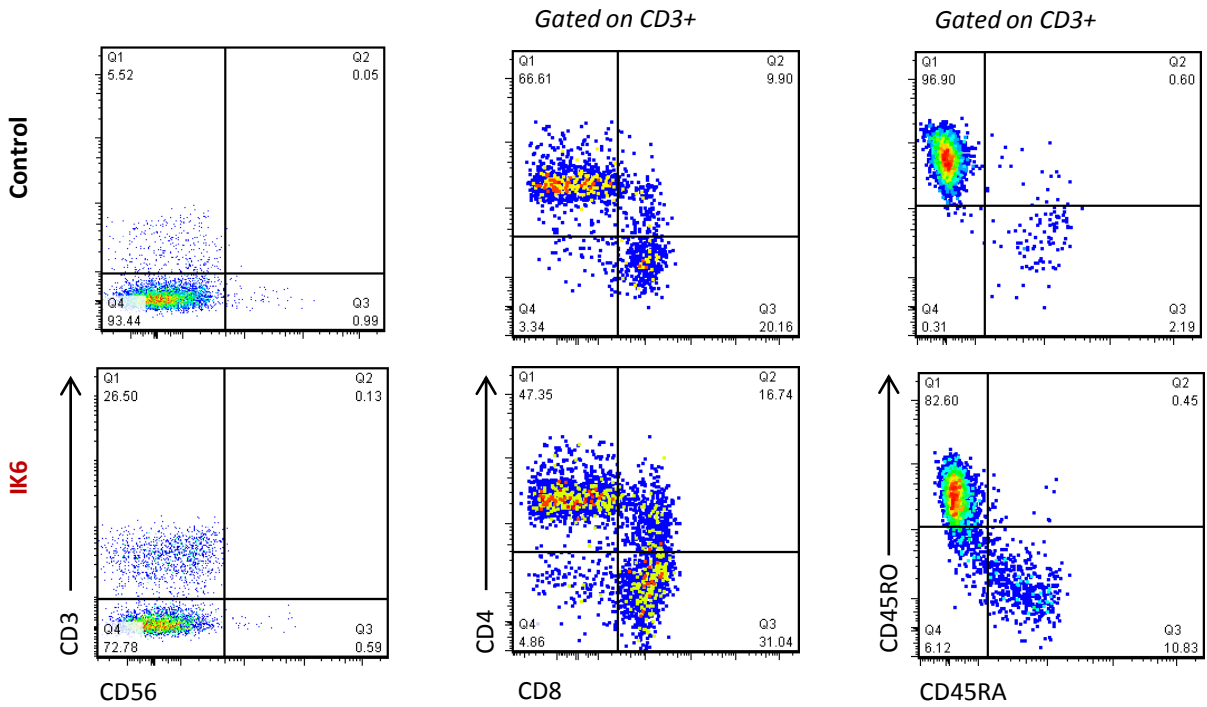 Gated on CD3+
Gated on CD3+
Control
Q1
5.52
Q2
0.05
Q4
93.44
Q3
0.99
Q1
66.61
Q2
9.90
Q4
3.34
Q3
20.16
Q1
96.90
Q2
0.60
Q4
0.31
Q3
2.19
IK6
CD3
Q1
26.50
Q2
0.13
Q4
72.78
Q3
0.59
CD56
CD4
Q1
47.35
Q2
16.74
Q4
4.86
Q3
31.04
CD8
CD45RO
Q1
82.60
Q2
0.45
Q4
6.12
Q3
10.83
CD45RA